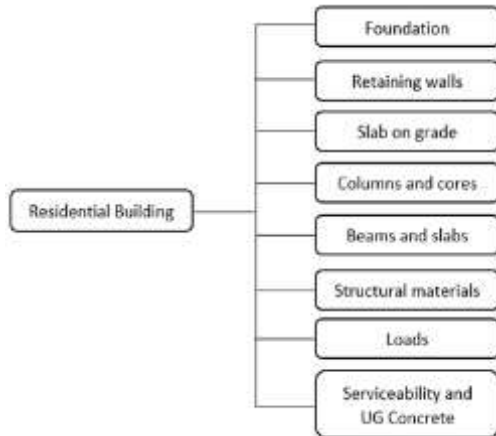 Foundation
Retaining walls
Slab on grade
Columns and cores
Residential Building
Beams and slabs
Structural materials
Loads
Serviceability and
UG Concrete